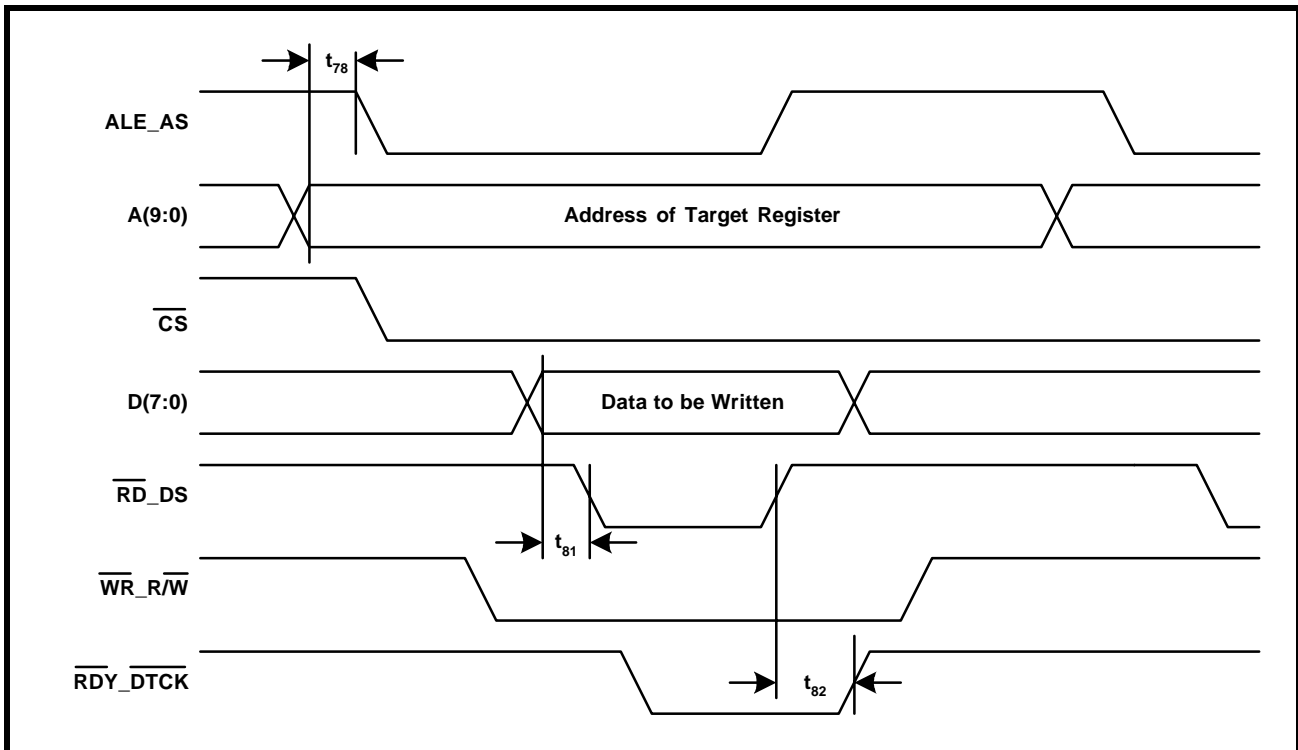 t78
ALE_AS
A(9:0)
Address of Target Register
CS
D(7:0)
Data to be Written
RD_DS
t81
WR_R/W
RDY_DTCK
t82